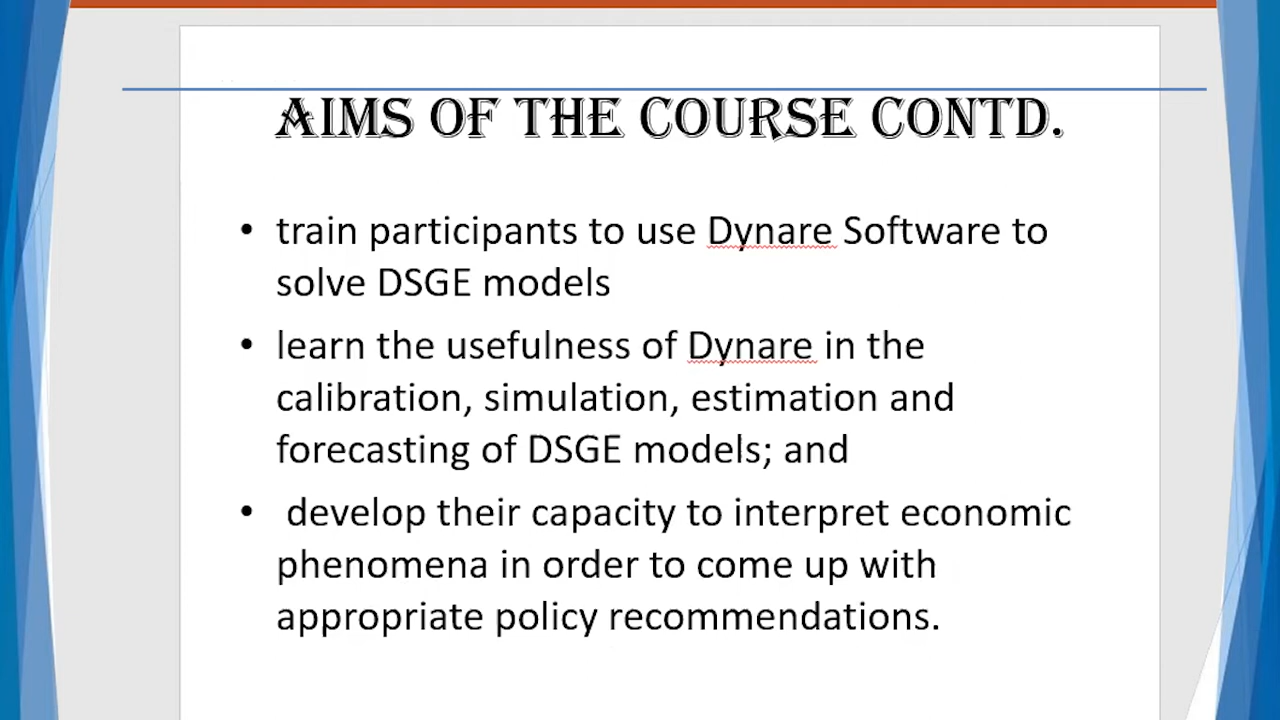 AIMS OF THE COURSE CONTD.
• train participants to use Dynare Software to
solve DSGE models
• learn the usefulness of Dynare in the
calibration, simulation, estimation and
forecasting of DSGE models; and
• develop their capacity to interpret economic
phenomena in order to come up with
appropriate policy recommendations.